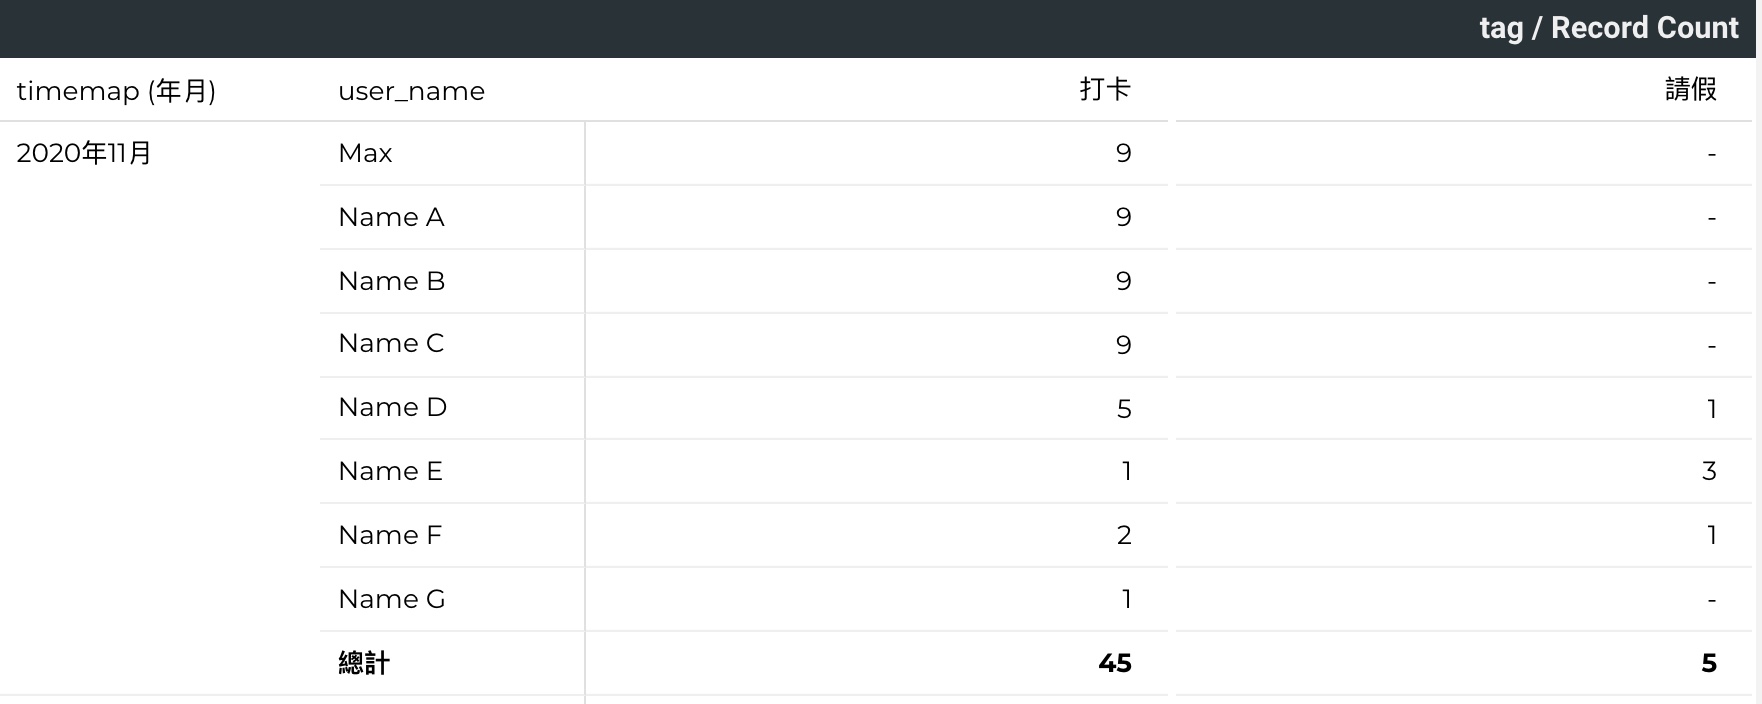 tag / Record Count
timemap (年月) user_name 打卡 請假
2020年11月 Max 9 -
Name A 9 -
Name B 9 -
Name C 9 -
Name D 5 1
Name E 1 3
Name F 2 1
Name G 1 -
總計 45 5